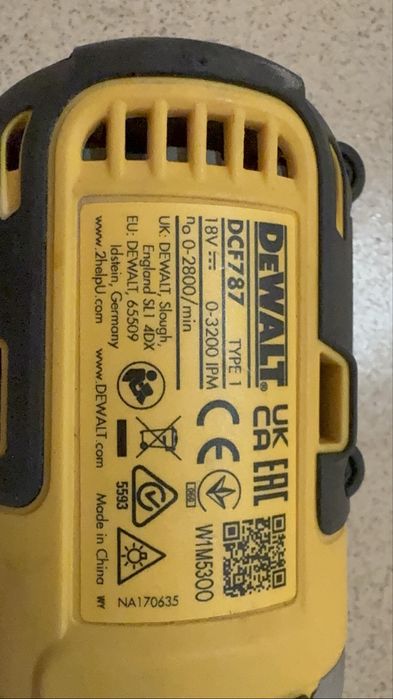 DEWALT®
DCF787 TYPE 1
18V⎓ 0-3200 IPM
n₀ 0-2800/min
UK: DEWALT, Slough,
England SL1 4DX
EU: DEWALT, 65509
Idstein, Germany
www.2helpU.com www.DEWALT.com Made in China WY
UK
CA
EAC
CE
5593
W1M5300
NA170635